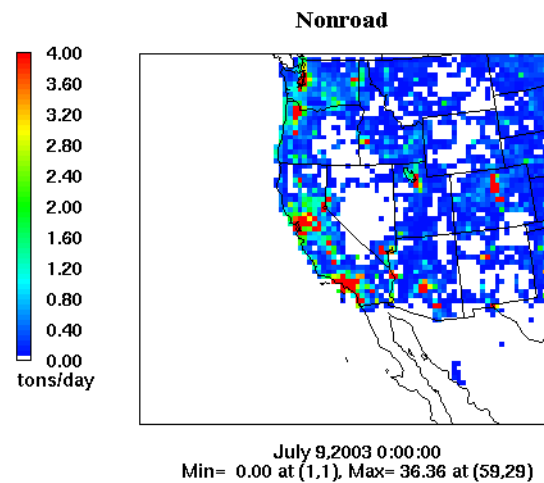 Nonroad
4.00
3.60
3.20
2.80
2.40
2.00
1.60
1.20
0.80
0.40
0.00
tons/day
July 9,2003 0:00:00
Min= 0.00 at (1,1), Max= 36.36 at (59,29)